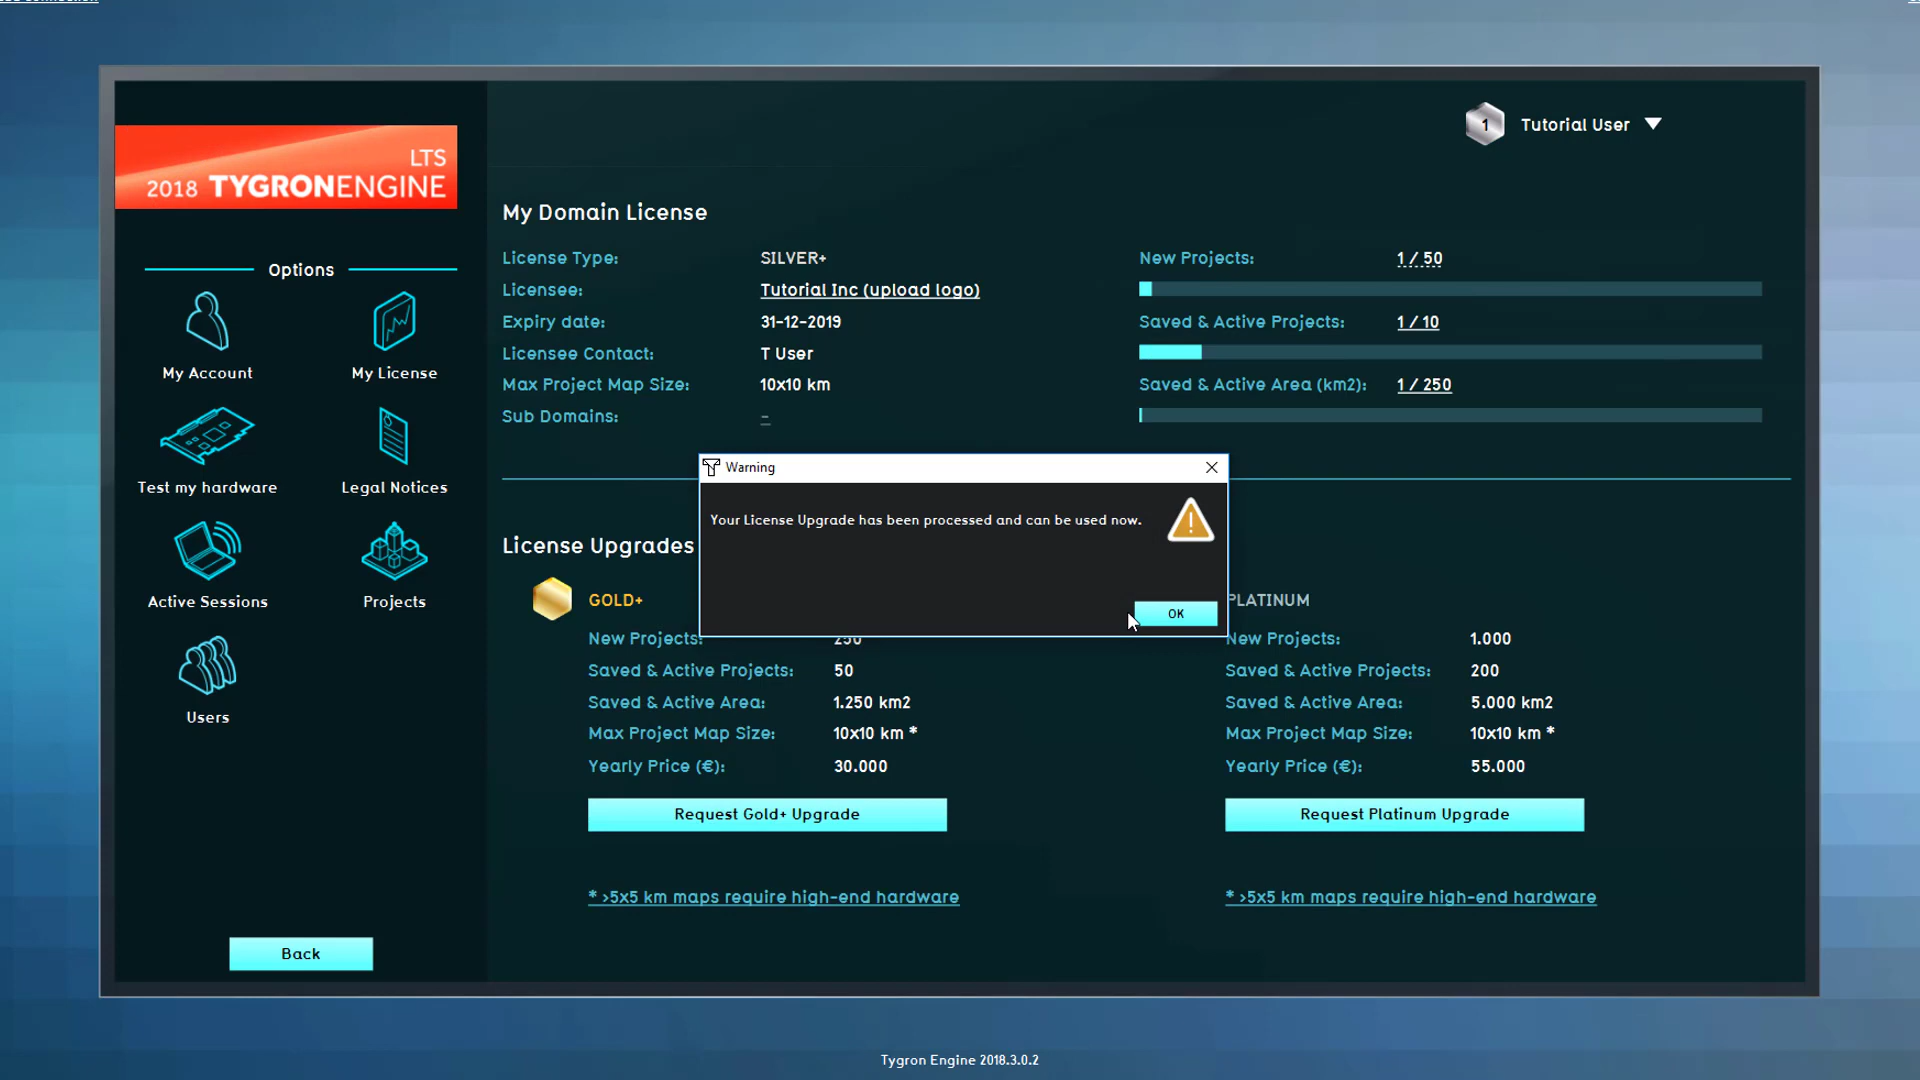 1 Tutorial User
LTS
2018 TYGRONENGINE
Options
My Account
My License
Test my hardware
Legal Notices
Active Sessions
Projects
Users
Back
My Domain License
License Type: SILVER+
Licensee: Tutorial Inc (upload logo)
Expiry date: 31-12-2019
Licensee Contact: T User
Max Project Map Size: 10x10 km
Sub Domains: -
New Projects: 1 / 50
Saved & Active Projects: 1 / 10
Saved & Active Area (km2): 1 / 250
Warning
Your License Upgrade has been processed and can be used now.
OK
License Upgrades
GOLD+
New Projects: 250
Saved & Active Projects: 50
Saved & Active Area: 1.250 km2
Max Project Map Size: 10x10 km *
Yearly Price (€): 30.000
Request Gold+ Upgrade
* >5x5 km maps require high-end hardware
PLATINUM
New Projects: 1.000
Saved & Active Projects: 200
Saved & Active Area: 5.000 km2
Max Project Map Size: 10x10 km *
Yearly Price (€): 55.000
Request Platinum Upgrade
* >5x5 km maps require high-end hardware
Tygron Engine 2018.3.0.2